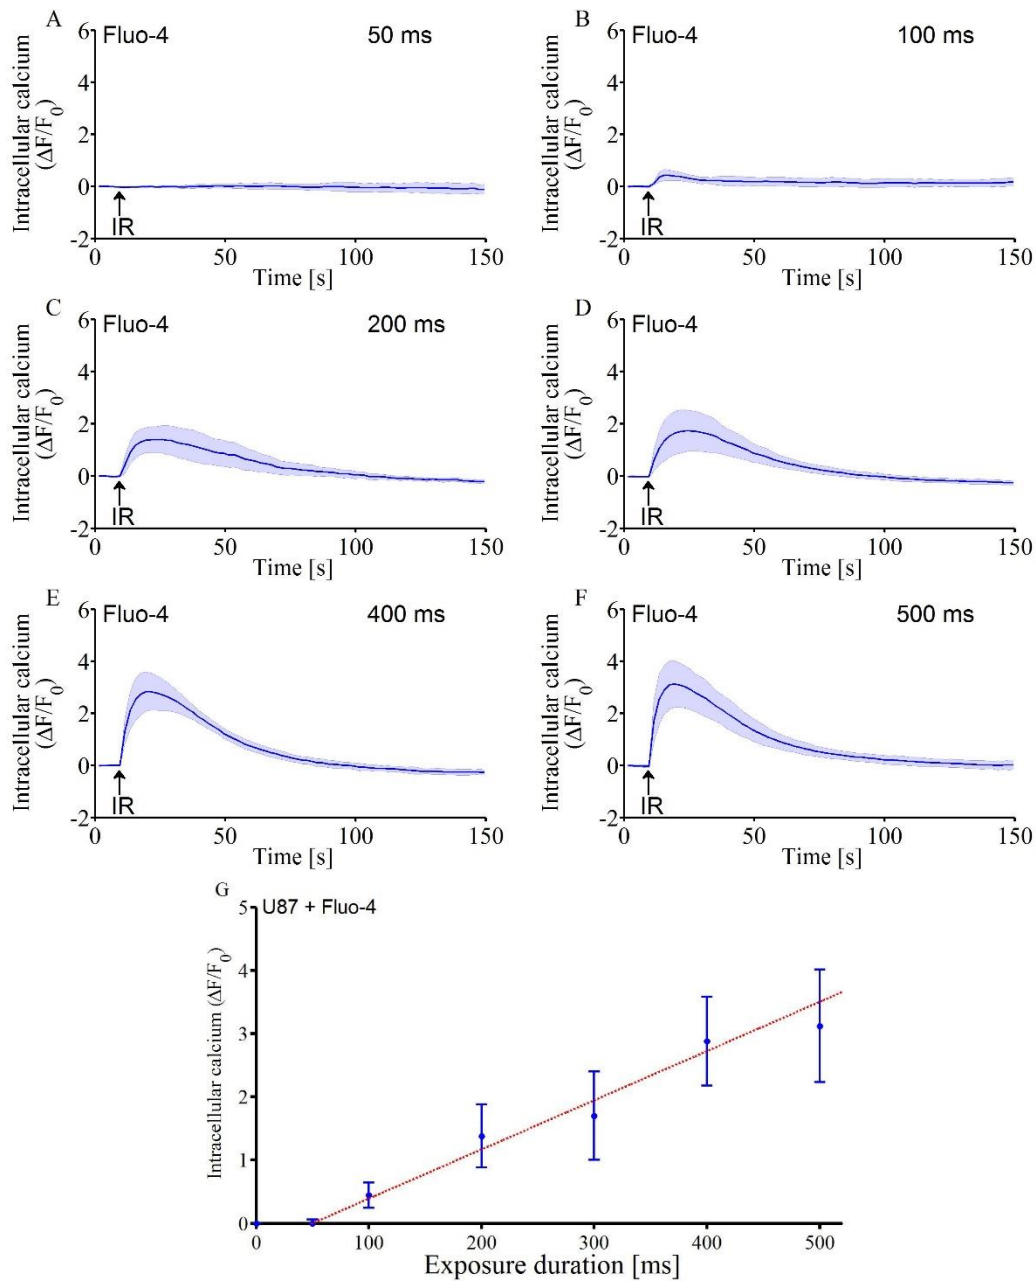 A
Fluo-4
50 ms
Intracellular calcium
(ΔF/F0)
6
4
2
0
-2
IR
0
50
100
150
Time [s]
B
Fluo-4
100 ms
Intracellular calcium
(ΔF/F0)
6
4
2
0
-2
IR
0
50
100
150
Time [s]
C
Fluo-4
200 ms
Intracellular calcium
(ΔF/F0)
6
4
2
0
-2
IR
0
50
100
150
Time [s]
D
Fluo-4
Intracellular calcium
(ΔF/F0)
6
4
2
0
-2
IR
0
50
100
150
Time [s]
E
Fluo-4
400 ms
Intracellular calcium
(ΔF/F0)
6
4
2
0
-2
IR
0
50
100
150
Time [s]
F
Fluo-4
500 ms
Intracellular calcium
(ΔF/F0)
6
4
2
0
-2
IR
0
50
100
150
Time [s]
G
U87 + Fluo-4
Intracellular calcium (ΔF/F0)
5
4
3
2
1
0
0
100
200
300
400
500
Exposure duration [ms]